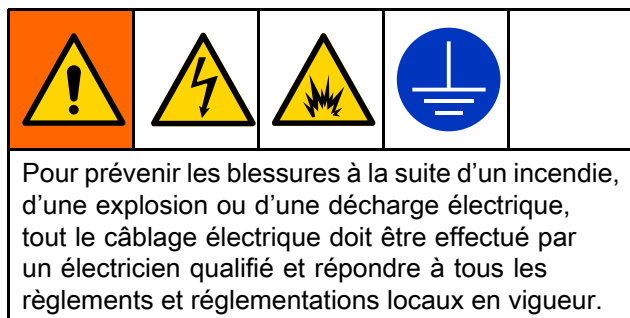 Pour prévenir les blessures à la suite d’un incendie,
d’une explosion ou d’une décharge électrique,
tout le câblage électrique doit être effectué par
un électricien qualifié et répondre à tous les
règlements et réglementations locaux en vigueur.